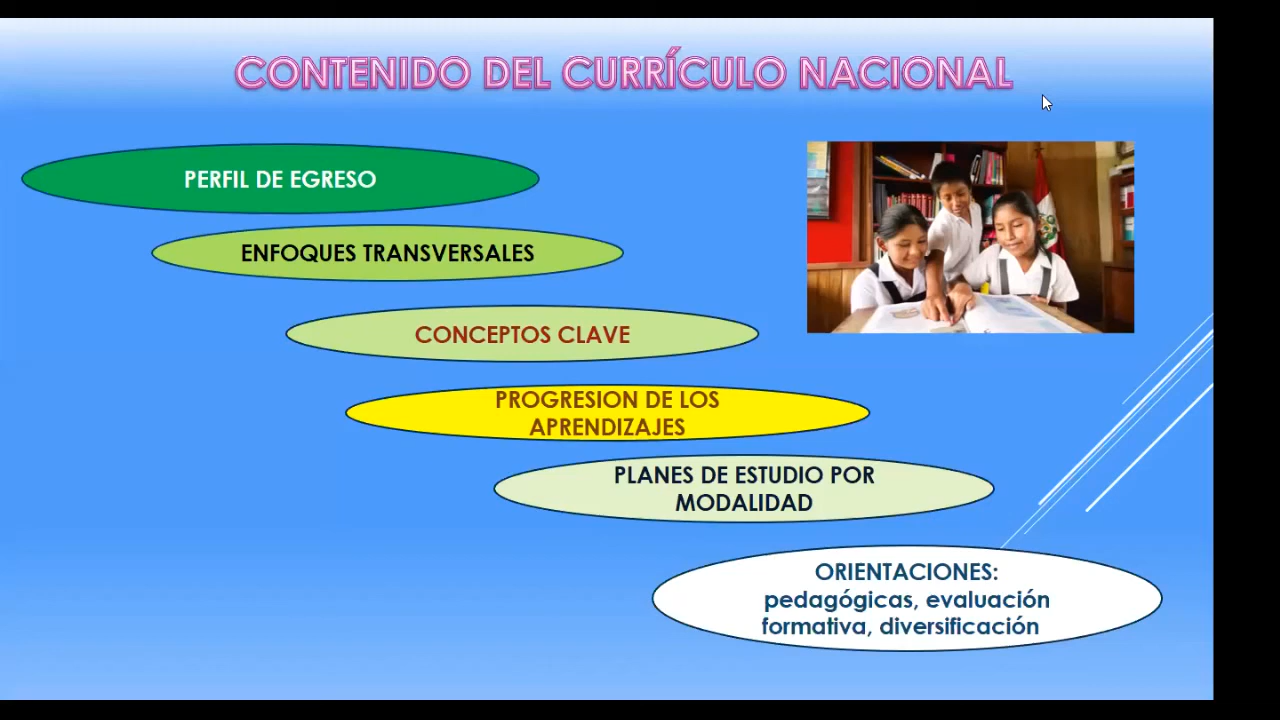 CONTENIDO DEL CURRÍCULO NACIONAL
PERFIL DE EGRESO
ENFOQUES TRANSVERSALES
CONCEPTOS CLAVE
PROGRESION DE LOS
APRENDIZAJES
PLANES DE ESTUDIO POR
MODALIDAD
ORIENTACIONES:
pedagógicas, evaluación
formativa, diversificación